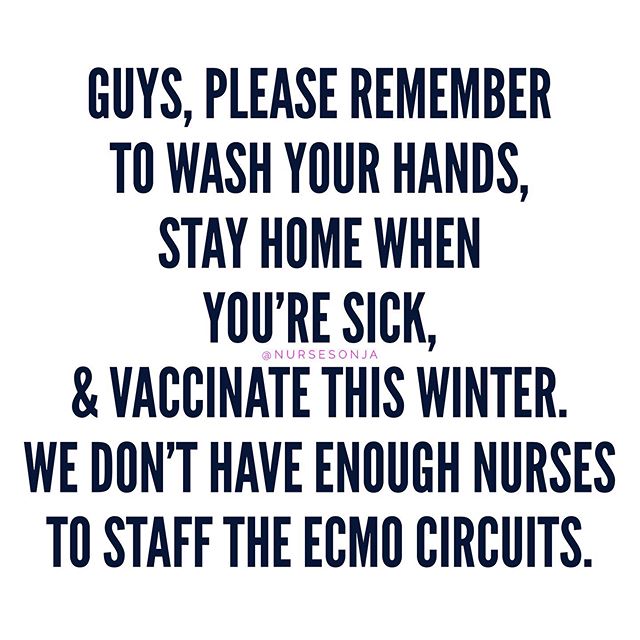 GUYS, PLEASE REMEMBER
TO WASH YOUR HANDS,
STAY HOME WHEN
YOU'RE SICK,
@NURSESONJA
& VACCINATE THIS WINTER.
WE DON'T HAVE ENOUGH NURSES
TO STAFF THE ECMO CIRCUITS.